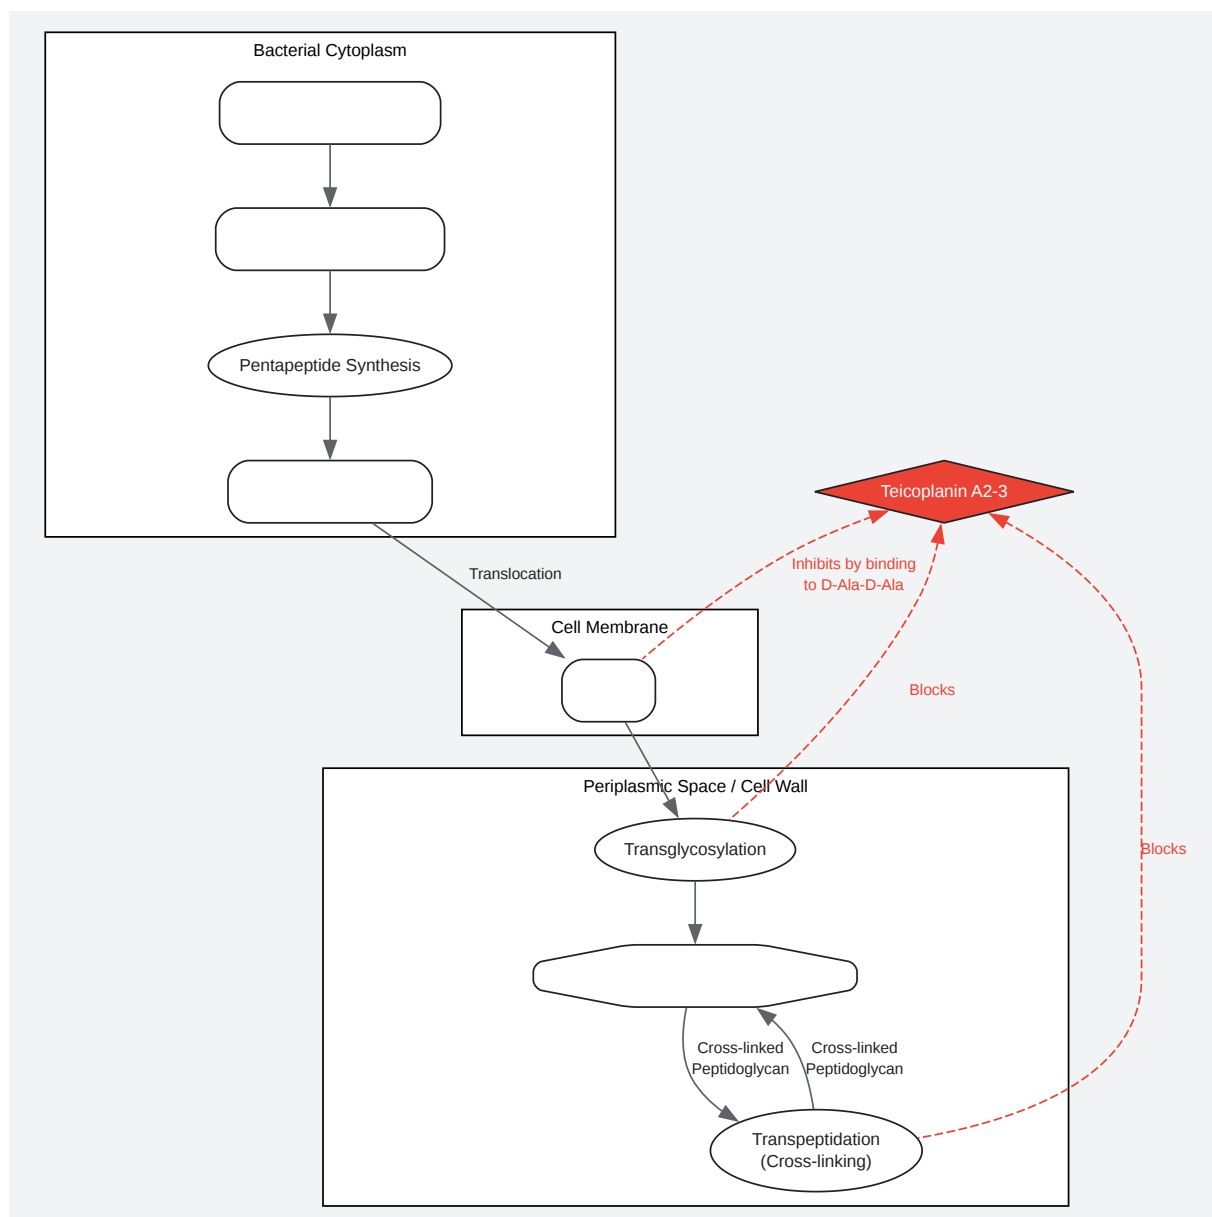 Bacterial Cytoplasm
Pentapeptide Synthesis
Teicoplanin A2-3
Inhibits by binding
to D-Ala-D-Ala
Translocation
Cell Membrane
Blocks
Periplasmic Space / Cell Wall
Transglycosylation
Blocks
Cross-linked
Peptidoglycan
Cross-linked
Peptidoglycan
Transpeptidation
(Cross-linking)